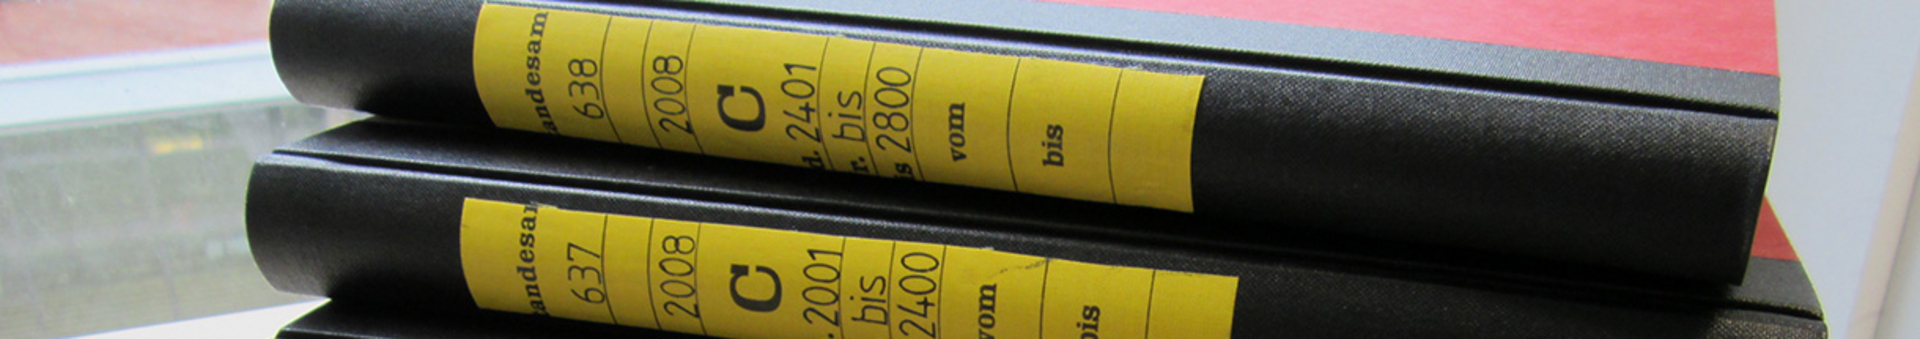 andesam
638
2008
C
d. 2401
r. bis
s 2800
vom
bis
andesam
637
2008
C
. 2001
bis
2400
vom
bis